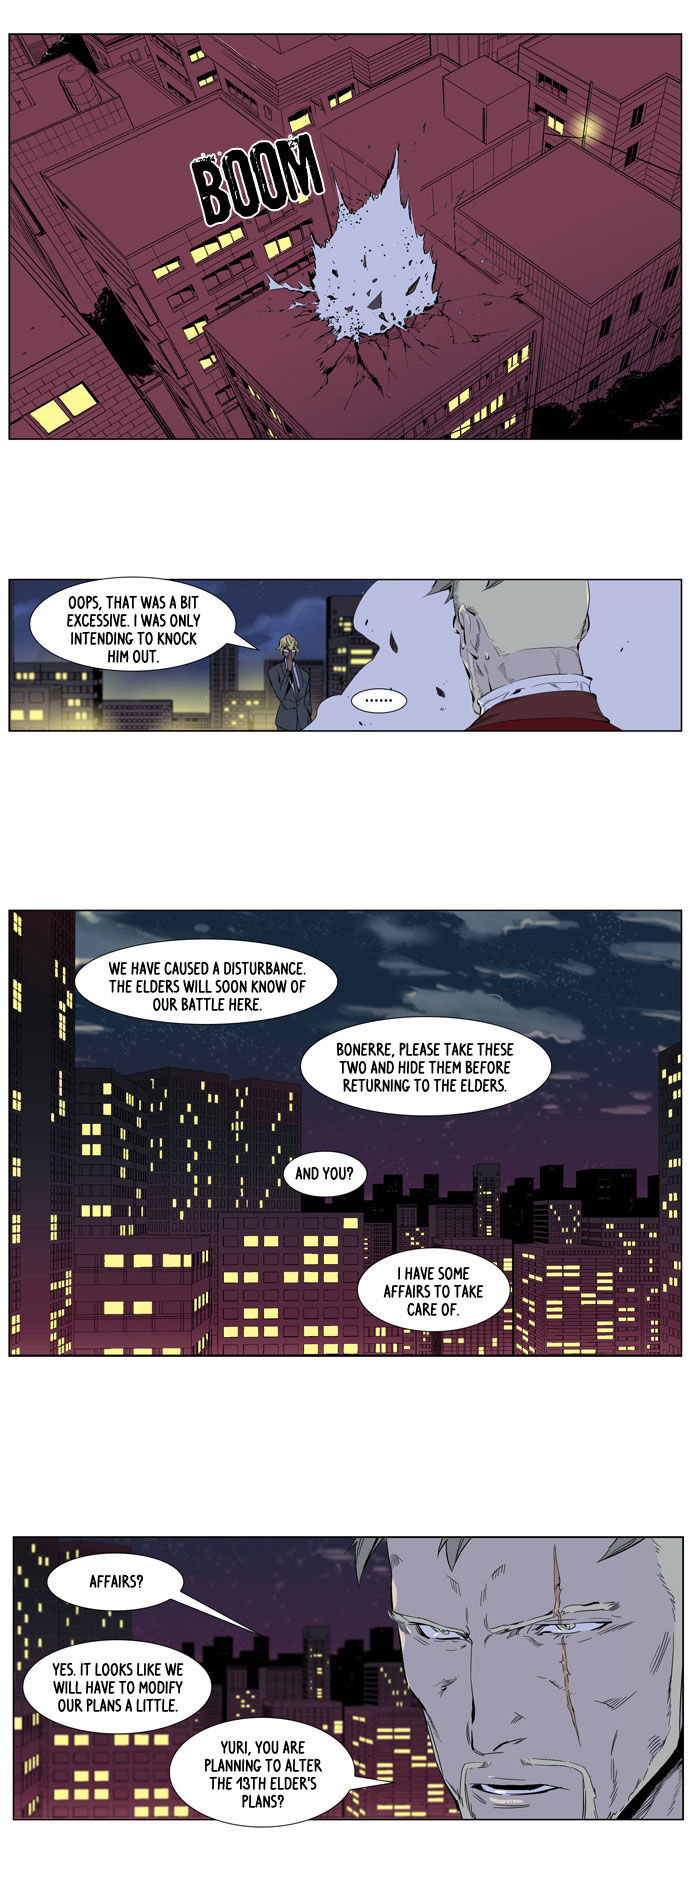 BOOM
OOPS, THAT WAS A BIT
EXCESSIVE. I WAS ONLY
INTENDING TO KNOCK
HIM OUT.
......
WE HAVE CAUSED A DISTURBANCE.
THE ELDERS WILL SOON KNOW OF
OUR BATTLE HERE.
BONERRE, PLEASE TAKE THESE
TWO AND HIDE THEM BEFORE
RETURNING TO THE ELDERS.
AND YOU?
I HAVE SOME
AFFAIRS TO TAKE
CARE OF.
AFFAIRS?
YES. IT LOOKS LIKE WE
WILL HAVE TO MODIFY
OUR PLANS A LITTLE.
YURI, YOU ARE
PLANNING TO ALTER
THE 13TH ELDER'S
PLANS?